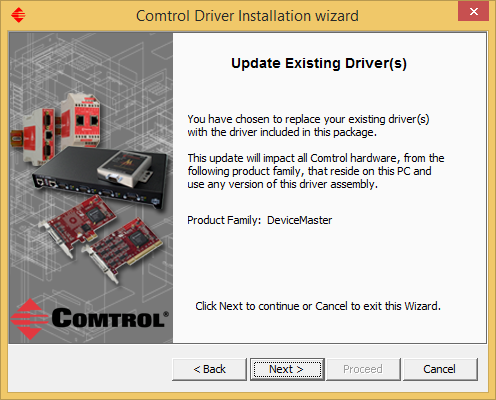 Comtrol Driver Installation wizard
Update Existing Driver(s)
You have chosen to replace your existing driver(s)
with the driver included in this package.
This update will impact all Comtrol hardware, from the
following product family, that reside on this PC and
use any version of this driver assembly.
Product Family: DeviceMaster
Click Next to continue or Cancel to exit this Wizard.
COMTROL®
< Back
Next >
Proceed
Cancel